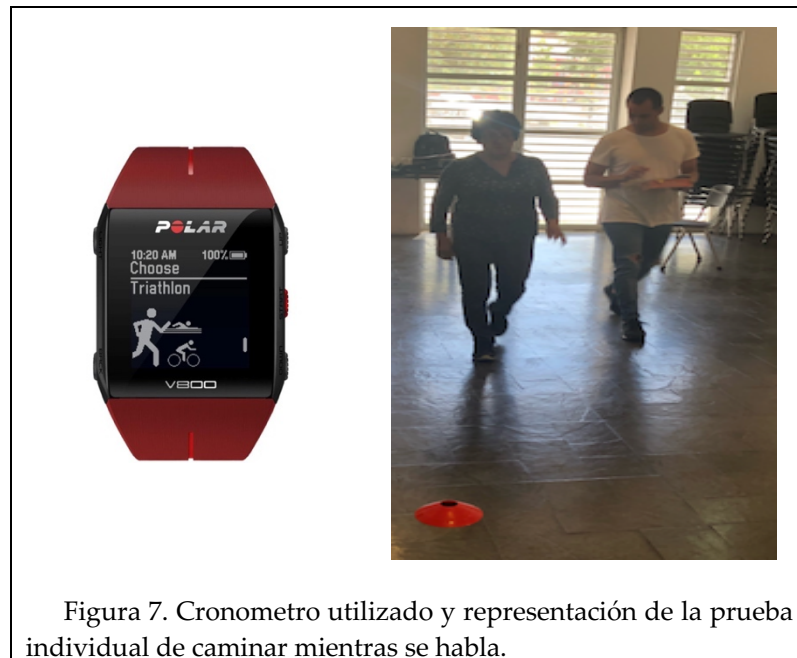 POLAR
10:20 AM 100%
Choose
Triathlon
V800
Figura 7. Cronometro utilizado y representación de la prueba
individual de caminar mientras se habla.